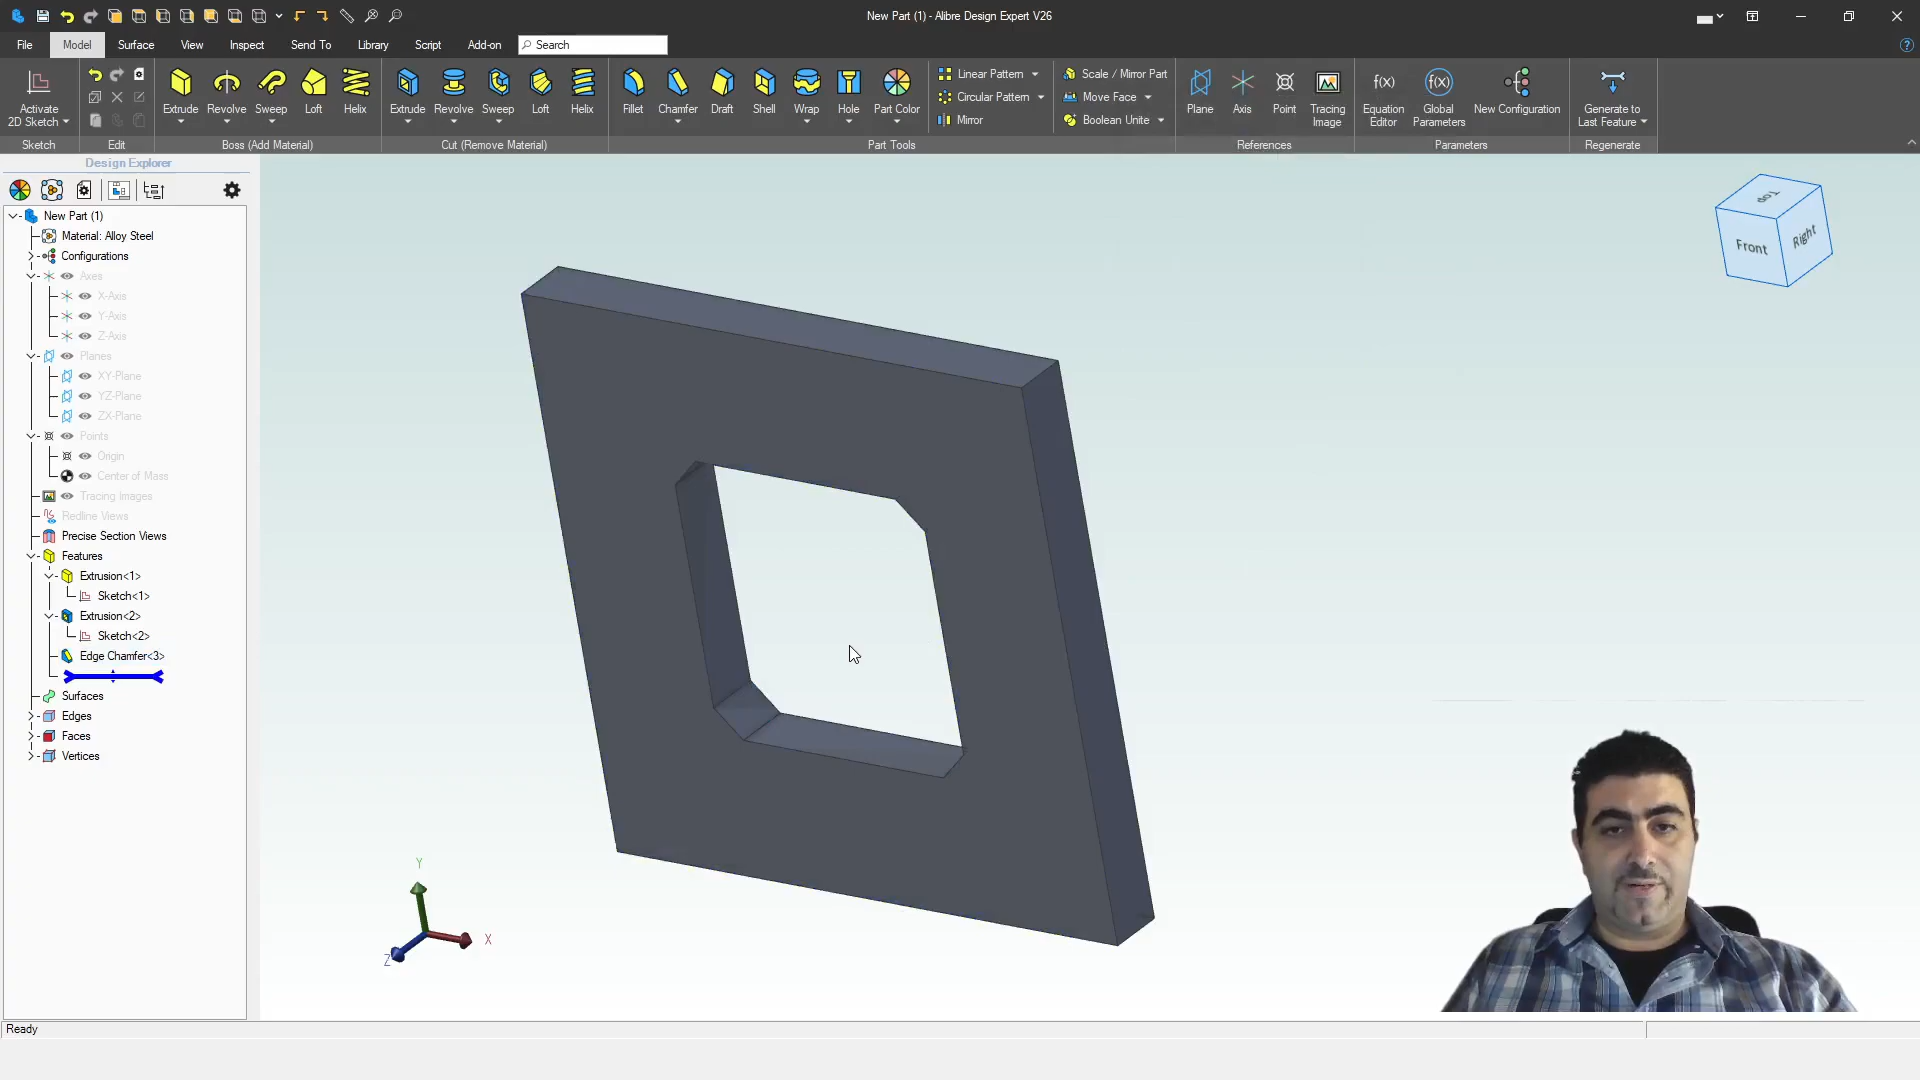 New Part (1) - Alibre Design Expert V26
File Model Surface View Inspect Send To Library Script Add-on Search
Activate
2D Sketch
Extrude Revolve Sweep Loft Helix
Extrude Revolve Sweep Loft Helix
Fillet Chamfer Draft Shell Wrap Hole Part Color
Linear Pattern
Circular Pattern
Mirror
Scale / Mirror Part
Move Face
Boolean Unite
Plane Axis Point Tracing
Image
f(x) Equation
Editor
f(x) Global
Parameters
New Configuration
Generate to
Last Feature
Sketch Edit Boss (Add Material) Cut (Remove Material) Part Tools References Parameters Regenerate
Design Explorer
New Part (1)
Material: Alloy Steel
Configurations
Axes
X-Axis
Y-Axis
Z-Axis
Planes
XY-Plane
YZ-Plane
ZX-Plane
Points
Origin
Center of Mass
Tracing Images
Redline Views
Precise Section Views
Features
Extrusion<1>
Sketch<1>
Extrusion<2>
Sketch<2>
Edge Chamfer<3>
Surfaces
Edges
Faces
Vertices
Top
Front
Right
Y
X
Z
Ready